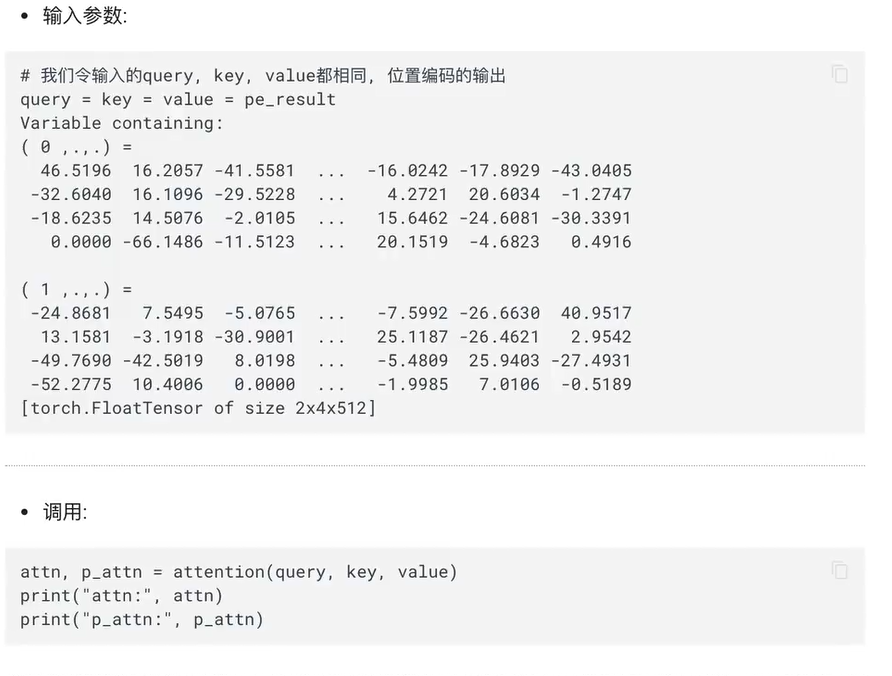 • 输入参数:
# 我们令输入的query, key, value都相同, 位置编码的输出
query = key = value = pe_result
Variable containing:
( 0 ,.,.) =
  46.5196  16.2057 -41.5581  ...  -16.0242 -17.8929 -43.0405
 -32.6040  16.1096 -29.5228  ...    4.2721  20.6034  -1.2747
 -18.6235  14.5076  -2.0105  ...   15.6462 -24.6081 -30.3391
   0.0000 -66.1486 -11.5123  ...   20.1519  -4.6823   0.4916
( 1 ,.,.) =
 -24.8681   7.5495  -5.0765  ...   -7.5992 -26.6630  40.9517
  13.1581  -3.1918 -30.9001  ...   25.1187 -26.4621   2.9542
 -49.7690 -42.5019   8.0198  ...   -5.4809  25.9403 -27.4931
 -52.2775  10.4006   0.0000  ...   -1.9985   7.0106  -0.5189
[torch.FloatTensor of size 2x4x512]
• 调用:
attn, p_attn = attention(query, key, value)
print("attn:", attn)
print("p_attn:", p_attn)